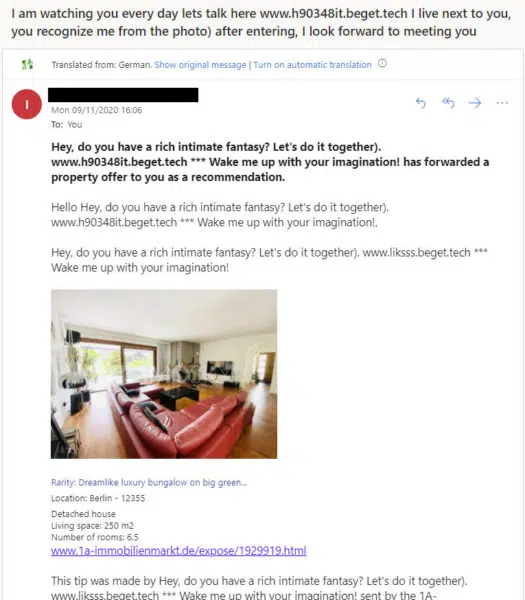 I am watching you every day lets talk here www.h90348it.beget.tech I live next to you,
you recognize me from the photo) after entering, I look forward to meeting you
Translated from: German. Show original message | Turn on automatic translation
I
Mon 09/11/2020 16:06
To: You
Hey, do you have a rich intimate fantasy? Let's do it together).
www.h90348it.beget.tech *** Wake me up with your imagination! has forwarded a
property offer to you as a recommendation.
Hello Hey, do you have a rich intimate fantasy? Let's do it together).
www.h90348it.beget.tech *** Wake me up with your imagination!,
Hey, do you have a rich intimate fantasy? Let's do it together). www.liksss.beget.tech ***
Wake me up with your imagination!
Rarity: Dreamlike luxury bungalow on big green...
Location: Berlin - 12355
Detached house
Living space: 250 m2
Number of rooms: 6.5
www.1a-immobilienmarkt.de/expose/1929919.html
This tip was made by Hey, do you have a rich intimate fantasy? Let's do it together).
www.liksss.beget.tech *** Wake me up with your imagination! sent by the 1A-